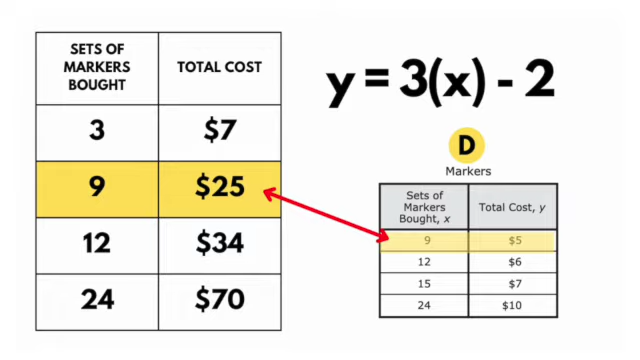 SETS OF
MARKERS
BOUGHT
TOTAL COST
3 $7
9 $25
12 $34
24 $70
y = 3(x) - 2
D
Markers
Sets of
Markers
Bought, x
Total Cost, y
9 $5
12 $6
15 $7
24 $10